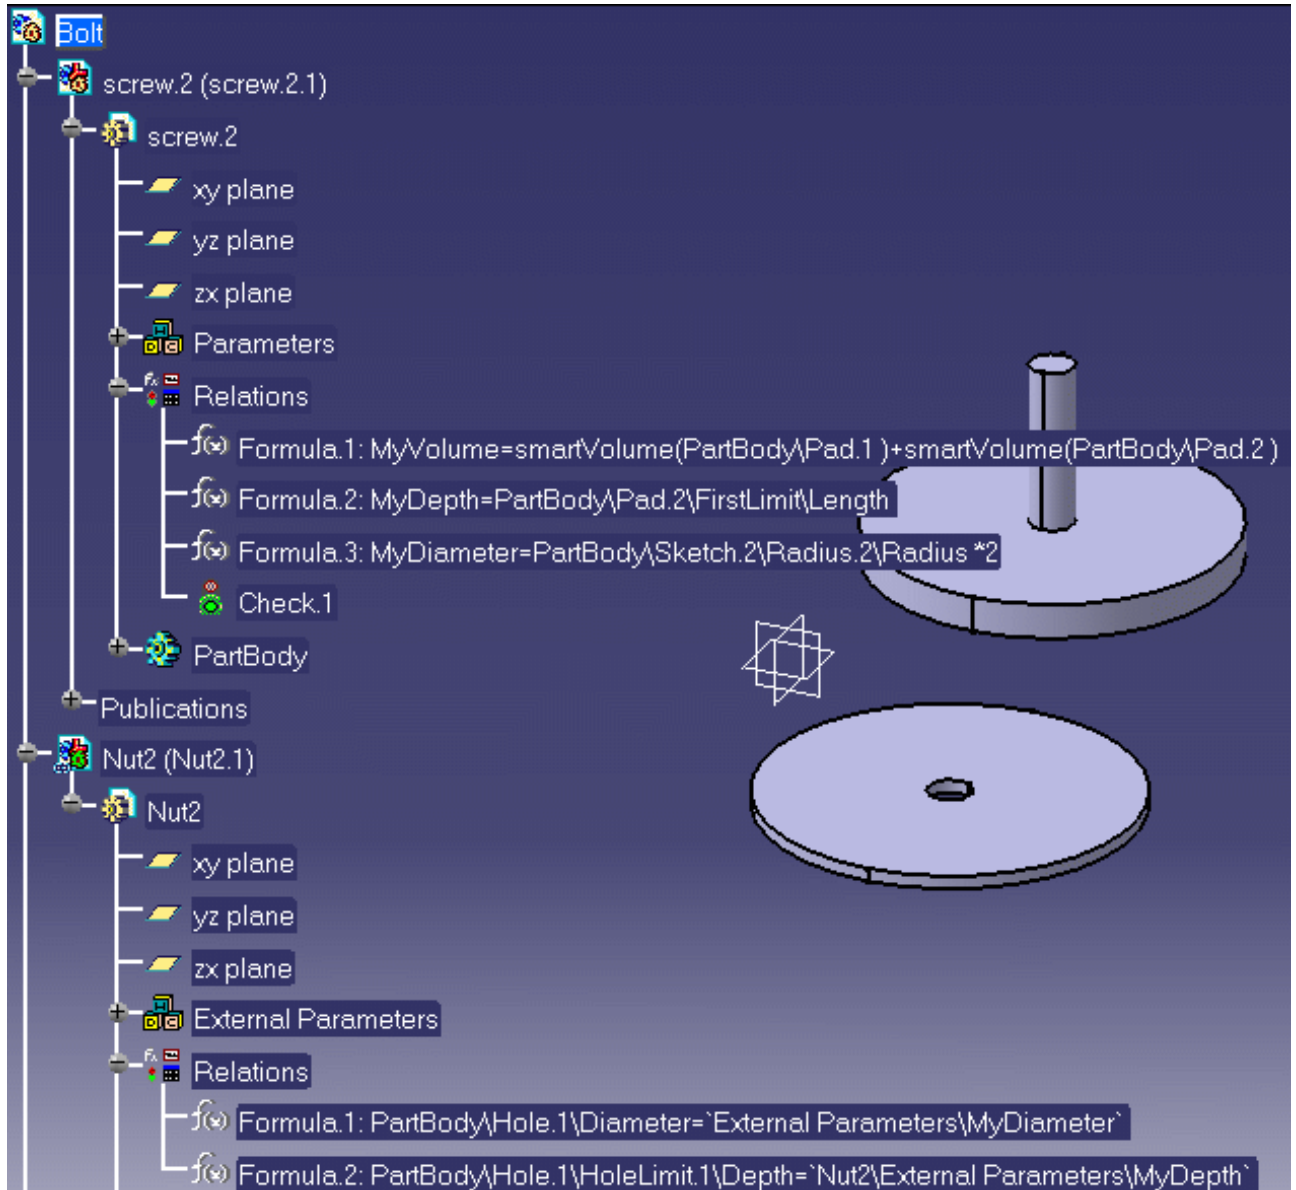 Bolt
screw.2 (screw.2.1)
screw.2
xy plane
yz plane
zx plane
Parameters
Relations
Formula.1: MyVolume=smartVolume(PartBody\Pad.1 )+smartVolume(PartBody\Pad.2 )
Formula.2: MyDepth=PartBody\Pad.2\FirstLimit\Length
Formula.3: MyDiameter=PartBody\Sketch.2\Radius.2\Radius *2
Check.1
PartBody
Publications
Nut2 (Nut2.1)
Nut2
xy plane
yz plane
zx plane
External Parameters
Relations
Formula.1: PartBody\Hole.1\Diameter=`External Parameters\MyDiameter`
Formula.2: PartBody\Hole.1\HoleLimit.1\Depth=`Nut2\External Parameters\MyDepth`